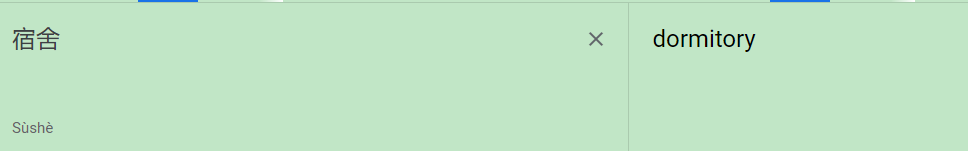 宿舍
dormitory
Sùshè